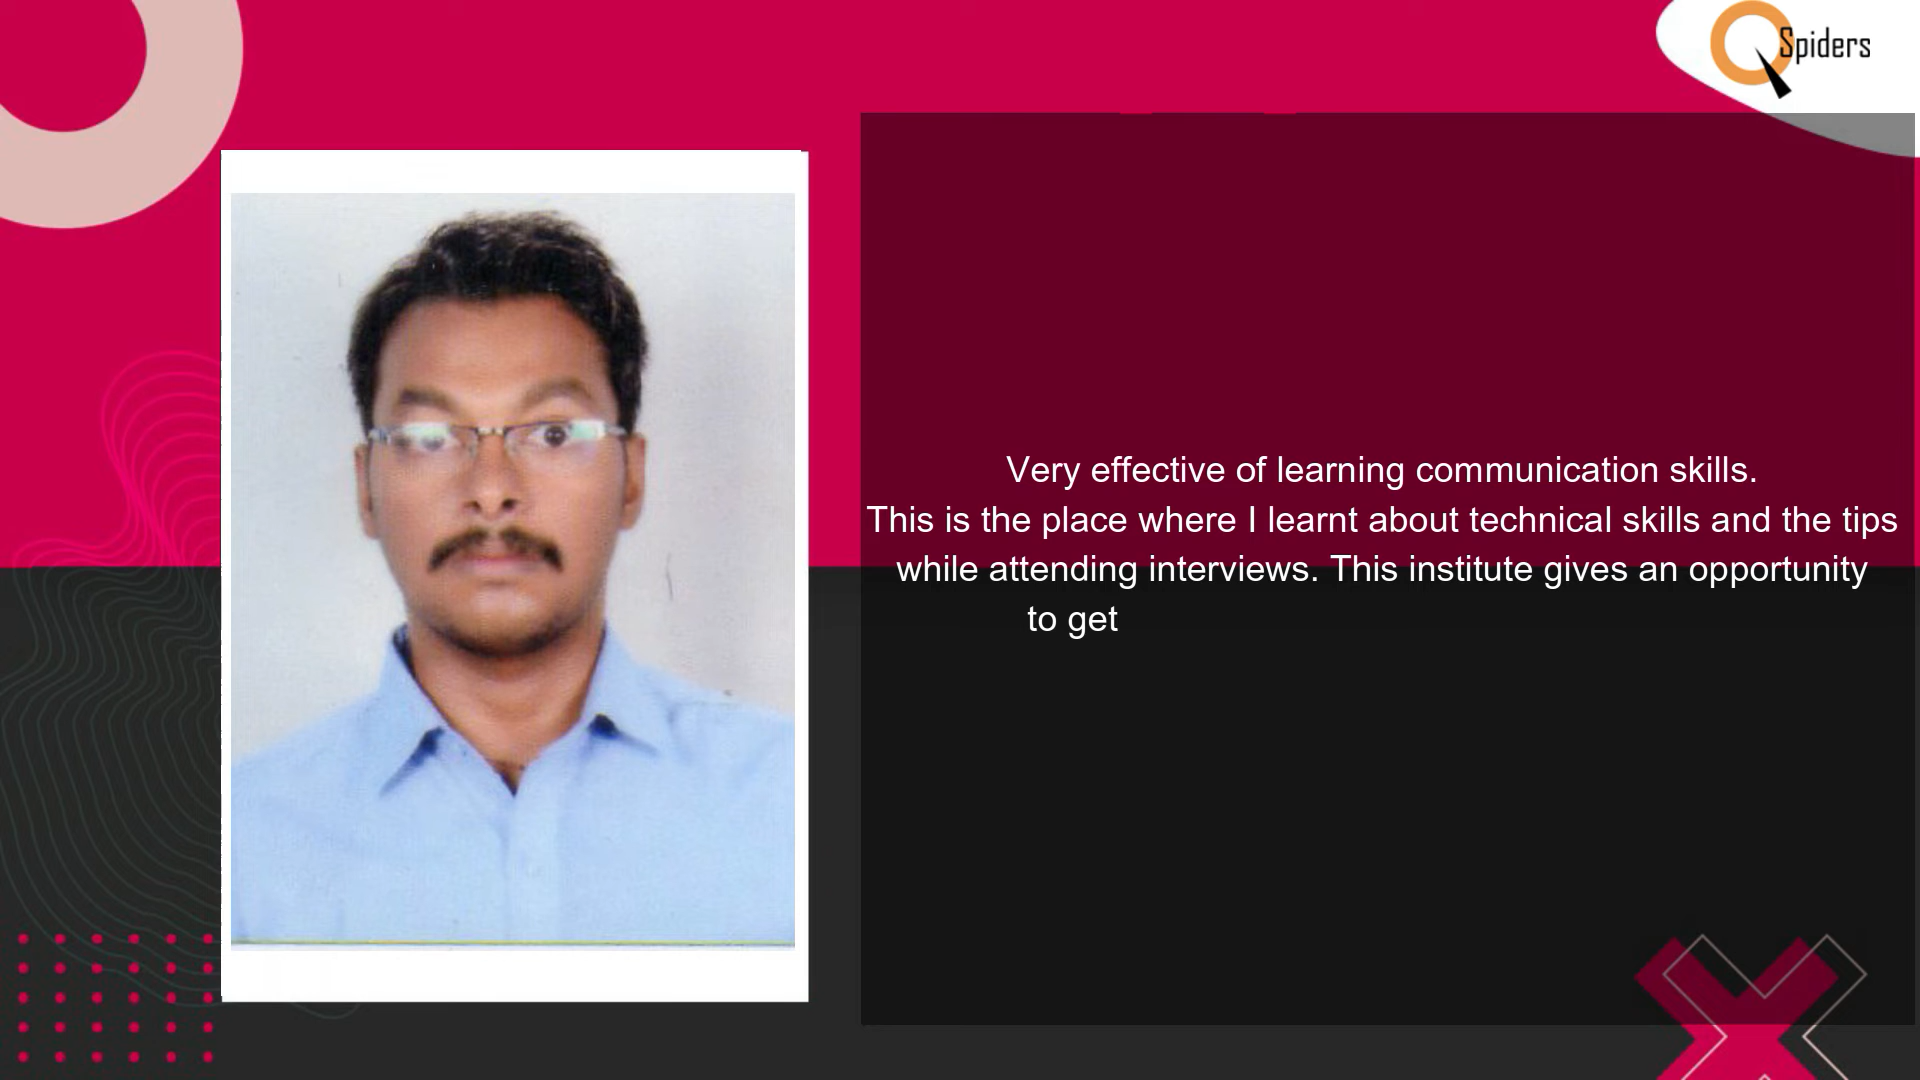 Spiders
Very effective of learning communication skills.
This is the place where I learnt about technical skills and the tips
while attending interviews. This institute gives an opportunity
to get